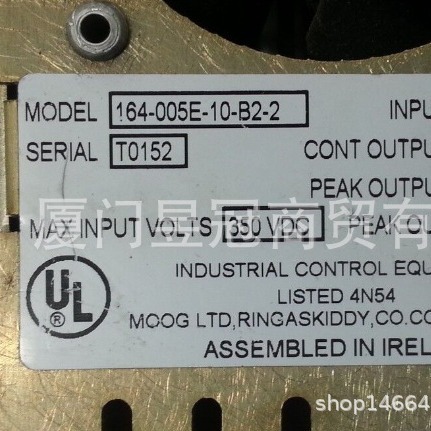 MODEL 164-005E-10-B2-2 INPU
SERIAL T0152 CONT OUTPU
PEAK OUTPU
MAX INPUT VOLTS 350 VDC PEAK OU
厦门昱冠商贸有
INDUSTRIAL CONTROL EQU
UL ® LISTED 4N54
MOOG LTD,RINGASKIDDY,CO.CO
ASSEMBLED IN IREL
shop14664